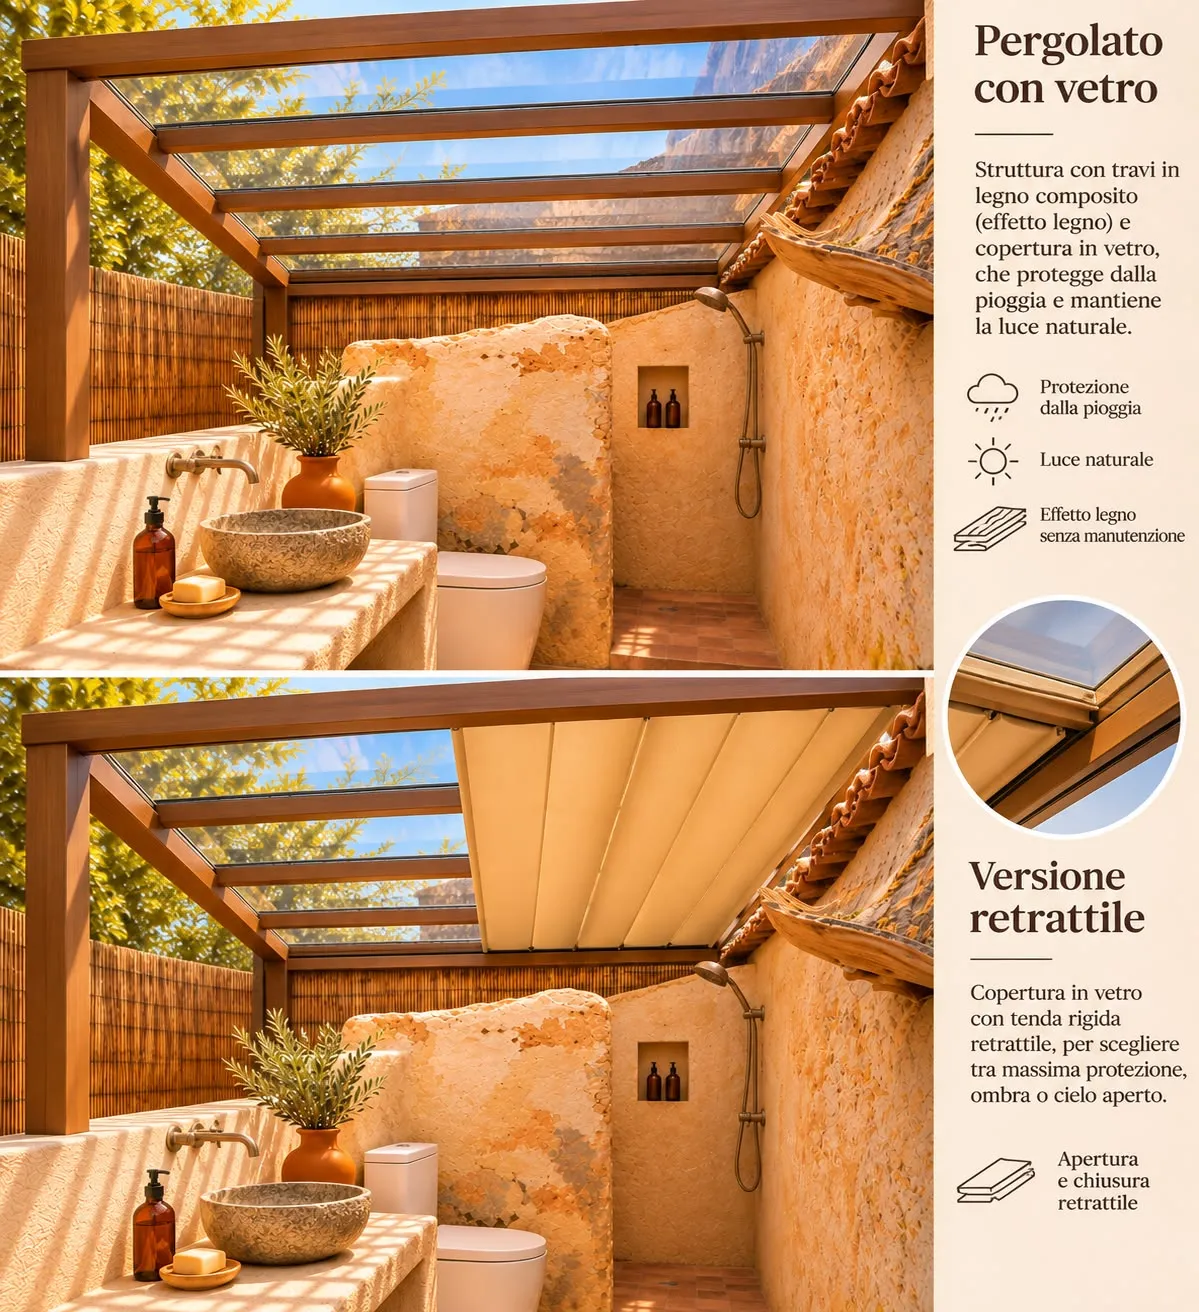 Pergolato
con vetro
Struttura con travi in
legno composito
(effetto legno) e
copertura in vetro,
che protegge dalla
pioggia e mantiene
la luce naturale.
Protezione
dalla pioggia
Luce naturale
Effetto legno
senza manutenzione
Versione
retrattile
Copertura in vetro
con tenda rigida
retrattile, per scegliere
tra massima protezione,
ombra o cielo aperto.
Apertura
e chiusura
retrattile